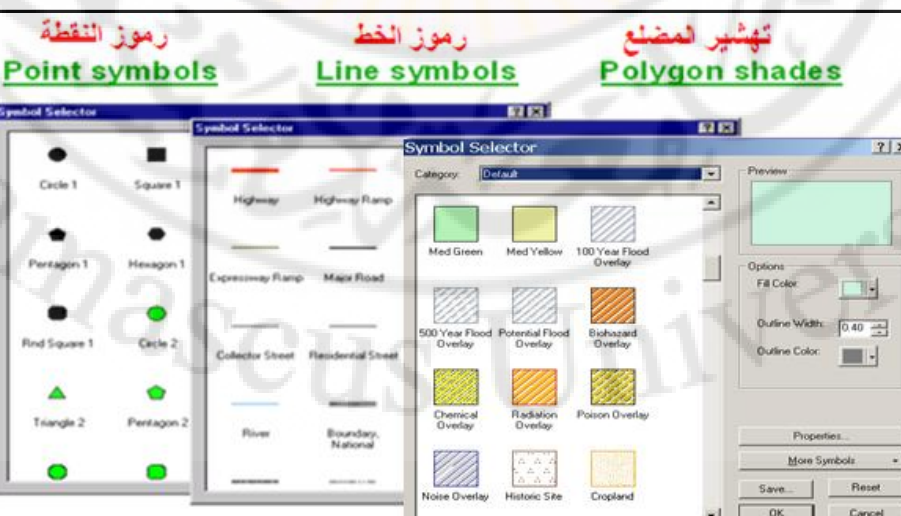 رموز النقطة
Point symbols
رموز الخط
Line symbols
تهشير المضلع
Polygon shades
Symbol Selector
Circle 1
Square 1
Pentagon 1
Hexagon 1
Rnd Square 1
Circle 2
Triangle 2
Pentagon 2
Symbol Selector
Highway
Highway Ramp
Expressway Ramp
Major Road
Collector Street
Residential Street
River
Boundary,
National
Symbol Selector
Category:
Default
Med Green
Med Yellow
100 Year Flood
Overlay
500 Year Flood
Overlay
Potential Flood
Overlay
Biohazard
Overlay
Chemical
Overlay
Radiation
Overlay
Poison Overlay
Noise Overlay
Historic Site
Cropland
Preview
Options
Fill Color:
Outline Width:
0.40
Outline Color:
Properties...
More Symbols
Save...
Reset
OK
Cancel
amascus Univer